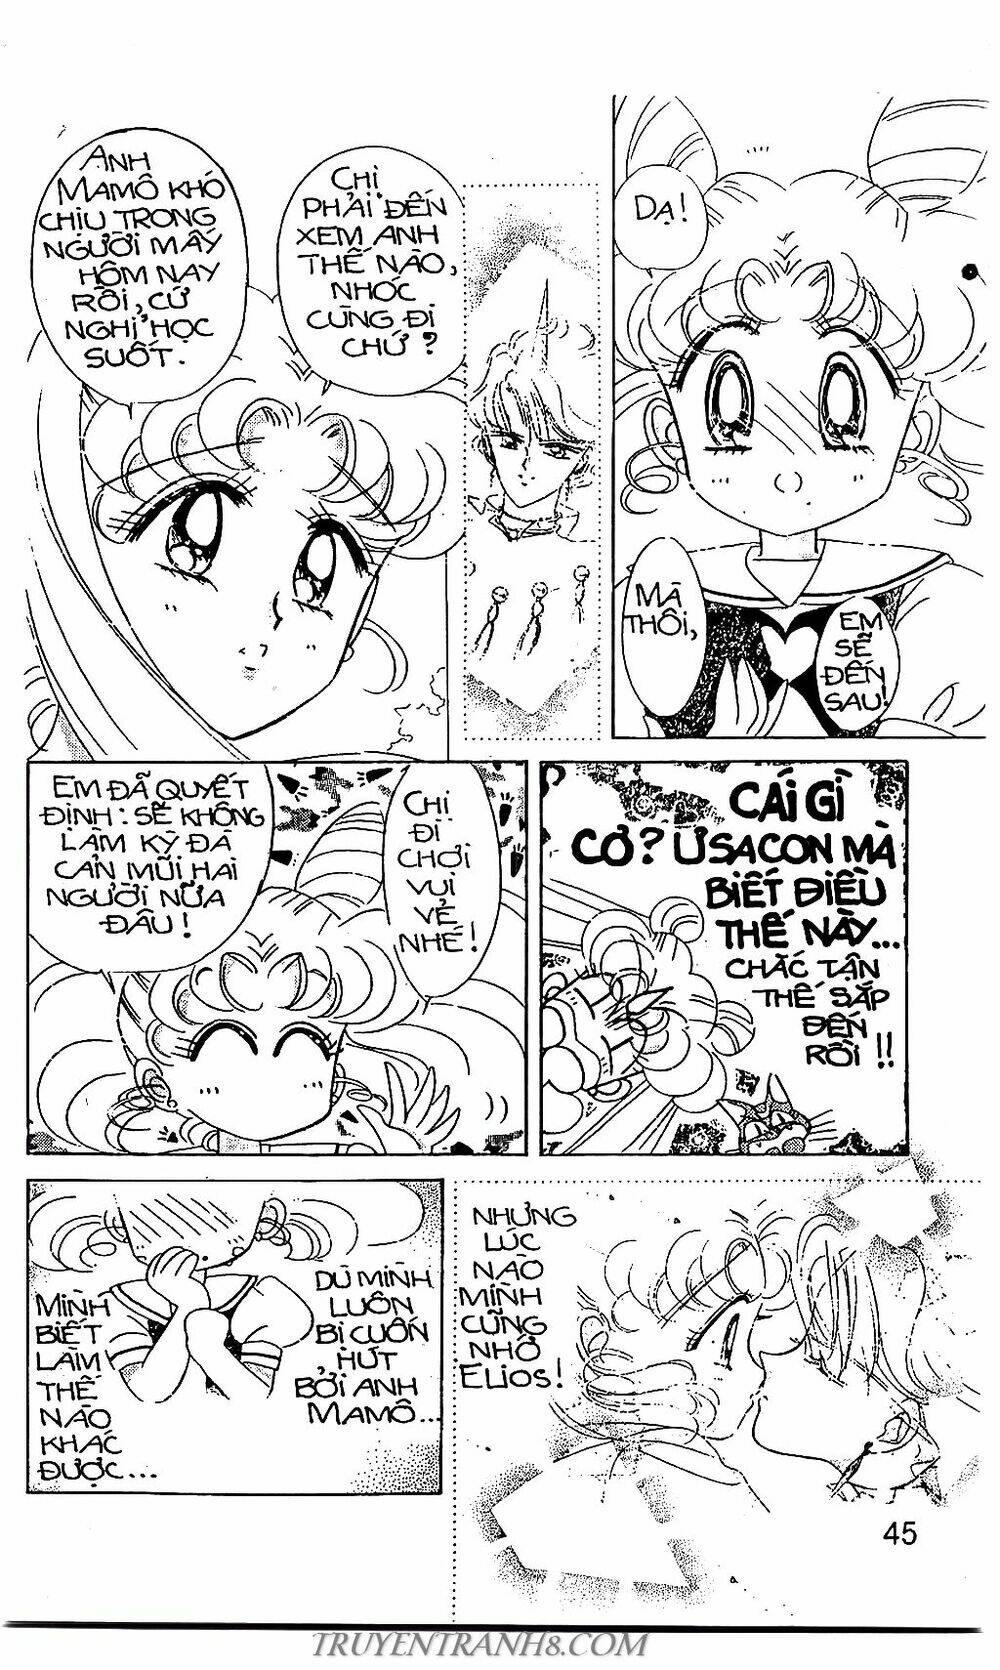 ANH
MAMÔ KHÓ
CHỊU TRONG
NGƯỜI MẤY
HÔM NAY
RỒI, CỨ
NGHỈ HỌC
SUỐT.
CHỊ
PHẢI ĐẾN
XEM ANH
THẾ NÀO,
NHÓC
CÙNG ĐI
CHỨ?
DẠ!
MÀ
THÔI,
EM
SẼ
ĐẾN
SAU!
EM ĐÃ QUYẾT
ĐỊNH: SẼ KHÔNG
LÀM KỲ ĐÀ
CẢN MŨI HAI
NGƯỜI NỮA
ĐÂU!
CHỊ
ĐI
CHƠI
VUI
VẺ
NHÉ!
CÁI GÌ
CƠ? ƯSACON MÀ
BIẾT ĐIỀU
THẾ NÀY...
CHẮC TẬN
THẾ SẮP
ĐẾN
RỒI!!
MÌNH
BIẾT
LÀM
THẾ
NÀO
KHÁC
ĐƯỢC...
DÙ MÌNH
LUÔN
BỊ CUỐN
HÚT
BỞI ANH
MAMÔ...
NHƯNG
LÚC
NÀO
MÌNH
CŨNG
NHỚ
ELIOS!
45
TRUYENTRANH8.COM